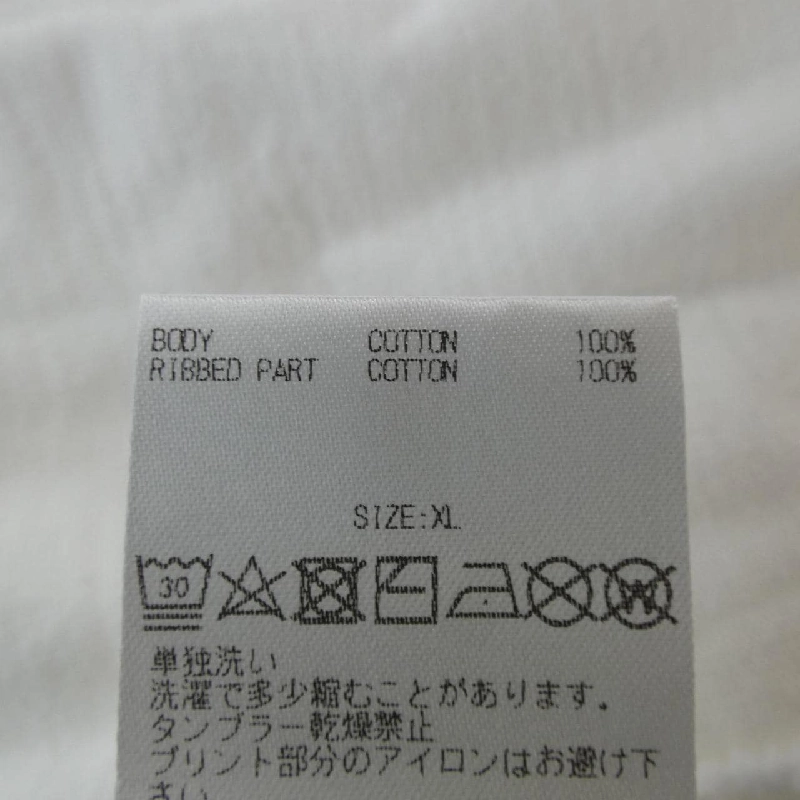 BODY COTTON 100%
RIBBED PART COTTON 100%
SIZE:XL
30
W
単独洗い
洗濯で多少縮むことがあります。
タンブラー乾燥禁止
プリント部分のアイロンはお避け下
さい